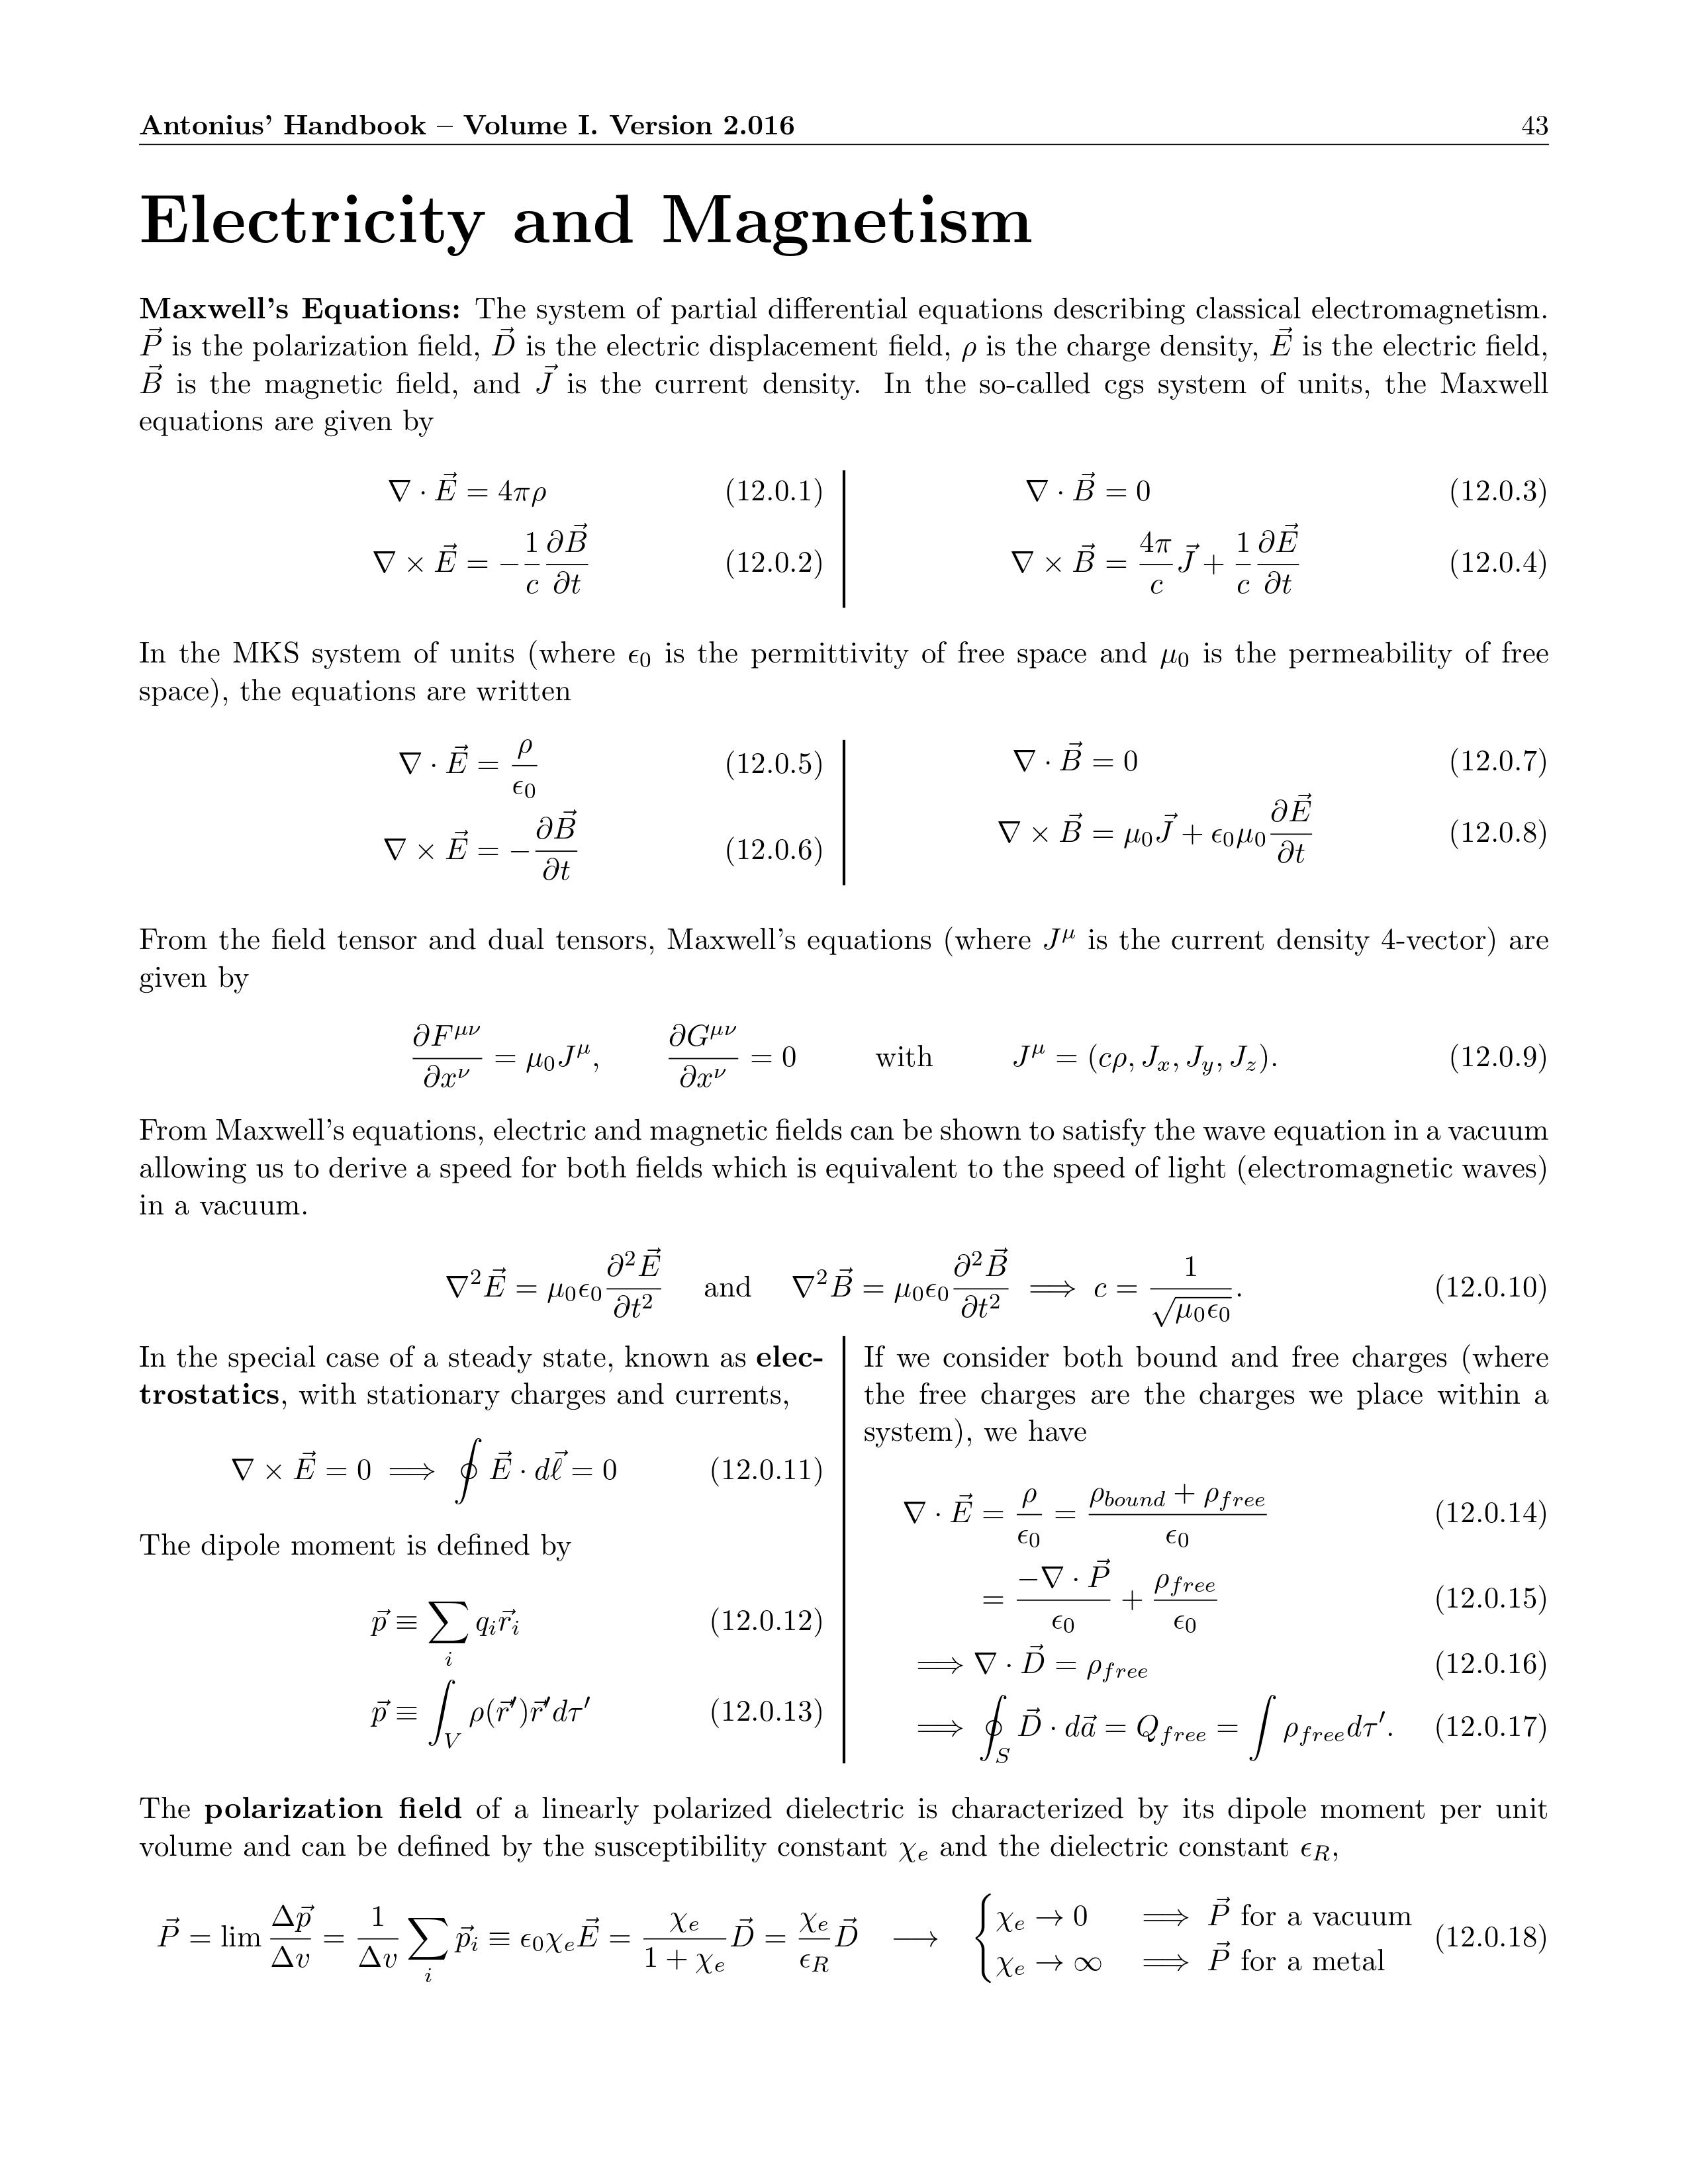 Antonius' Handbook – Volume I. Version 2.016 43
Electricity and Magnetism
Maxwell's Equations: The system of partial differential equations describing classical electromagnetism.
$\vec{P}$ is the polarization field, $\vec{D}$ is the electric displacement field, $\rho$ is the charge density, $\vec{E}$ is the electric field,
$\vec{B}$ is the magnetic field, and $\vec{J}$ is the current density. In the so-called cgs system of units, the Maxwell
equations are given by
$\nabla \cdot \vec{E} = 4\pi\rho$ (12.0.1)
$\nabla \times \vec{E} = -\frac{1}{c}\frac{\partial \vec{B}}{\partial t}$ (12.0.2)
$\nabla \cdot \vec{B} = 0$ (12.0.3)
$\nabla \times \vec{B} = \frac{4\pi}{c}\vec{J} + \frac{1}{c}\frac{\partial \vec{E}}{\partial t}$ (12.0.4)
In the MKS system of units (where $\epsilon_0$ is the permittivity of free space and $\mu_0$ is the permeability of free
space), the equations are written
$\nabla \cdot \vec{E} = \frac{\rho}{\epsilon_0}$ (12.0.5)
$\nabla \times \vec{E} = -\frac{\partial \vec{B}}{\partial t}$ (12.0.6)
$\nabla \cdot \vec{B} = 0$ (12.0.7)
$\nabla \times \vec{B} = \mu_0 \vec{J} + \epsilon_0 \mu_0 \frac{\partial \vec{E}}{\partial t}$ (12.0.8)
From the field tensor and dual tensors, Maxwell's equations (where $J^\mu$ is the current density 4-vector) are
given by
$\frac{\partial F^{\mu\nu}}{\partial x^\nu} = \mu_0 J^\mu, \quad \frac{\partial G^{\mu\nu}}{\partial x^\nu} = 0$ with $J^\mu = (c\rho, J_x, J_y, J_z).$ (12.0.9)
From Maxwell's equations, electric and magnetic fields can be shown to satisfy the wave equation in a vacuum
allowing us to derive a speed for both fields which is equivalent to the speed of light (electromagnetic waves)
in a vacuum.
$\nabla^2 \vec{E} = \mu_0 \epsilon_0 \frac{\partial^2 \vec{E}}{\partial t^2}$ and $\nabla^2 \vec{B} = \mu_0 \epsilon_0 \frac{\partial^2 \vec{B}}{\partial t^2} \implies c = \frac{1}{\sqrt{\mu_0 \epsilon_0}}.$ (12.0.10)
In the special case of a steady state, known as elec-
trostatics, with stationary charges and currents,
$\nabla \times \vec{E} = 0 \implies \oint \vec{E} \cdot d\vec{\ell} = 0$ (12.0.11)
The dipole moment is defined by
$\vec{p} \equiv \sum_i q_i \vec{r}_i$ (12.0.12)
$\vec{p} \equiv \int_V \rho(\vec{r}')\vec{r}' d\tau'$ (12.0.13)
If we consider both bound and free charges (where
the free charges are the charges we place within a
system), we have
$\nabla \cdot \vec{E} = \frac{\rho}{\epsilon_0} = \frac{\rho_{bound} + \rho_{free}}{\epsilon_0}$ (12.0.14)
$= \frac{-\nabla \cdot \vec{P}}{\epsilon_0} + \frac{\rho_{free}}{\epsilon_0}$ (12.0.15)
$\implies \nabla \cdot \vec{D} = \rho_{free}$ (12.0.16)
$\implies \oint_S \vec{D} \cdot d\vec{a} = Q_{free} = \int \rho_{free} d\tau'.$ (12.0.17)
The polarization field of a linearly polarized dielectric is characterized by its dipole moment per unit
volume and can be defined by the susceptibility constant $\chi_e$ and the dielectric constant $\epsilon_R$,
$\vec{P} = \lim \frac{\Delta \vec{p}}{\Delta v} = \frac{1}{\Delta v} \sum_i \vec{p}_i \equiv \epsilon_0 \chi_e \vec{E} = \frac{\chi_e}{1 + \chi_e} \vec{D} = \frac{\chi_e}{\epsilon_R} \vec{D} \quad \longrightarrow \quad \begin{cases} \chi_e \to 0 & \implies \vec{P} \text{ for a vacuum} \\ \chi_e \to \infty & \implies \vec{P} \text{ for a metal} \end{cases}$ (12.0.18)